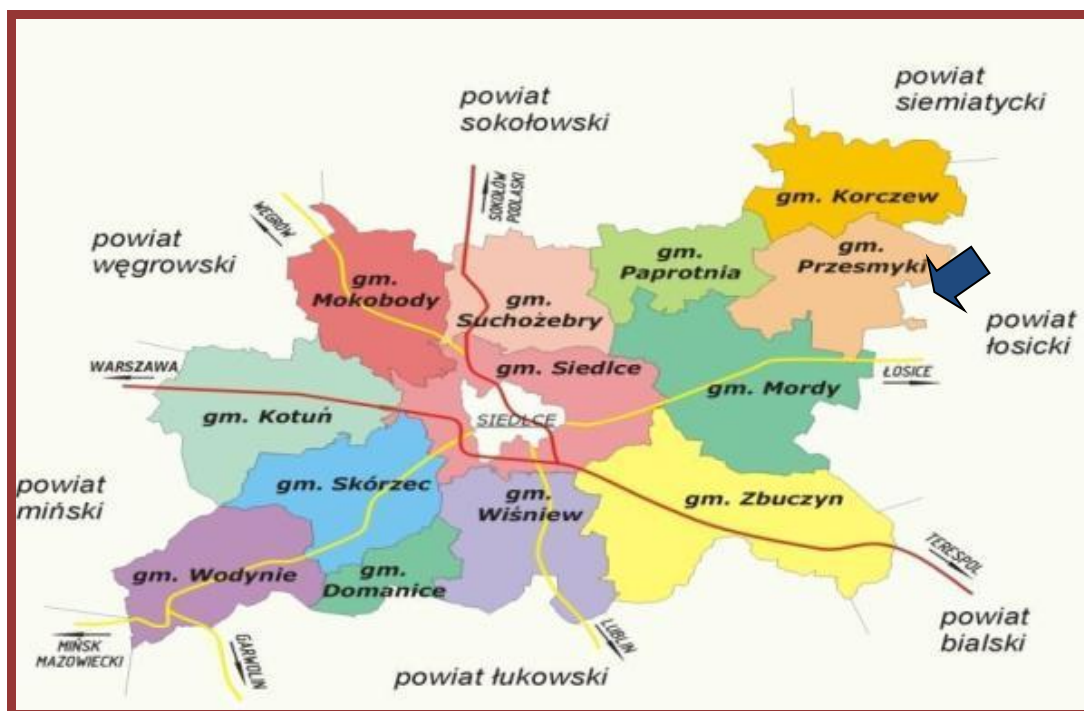 powiat
siemiatycki
powiat
sokołowski
SOKOŁÓW
PODLASKI
WĘGRÓW
gm. Korczew
powiat
węgrowski
gm.
Mokobody
gm.
Suchożebry
gm.
Paprotnia
gm.
Przesmyki
powiat
łosicki
WARSZAWA
gm. Siedlce
ŁOSICE
gm. Mordy
gm. Kotuń
SIEDLCE
powiat
miński
gm. Skórzec
gm.
Wiśniew
gm. Zbuczyn
TERESPOL
gm. Wodynie
gm.
Domanice
powiat
bialski
MIŃSK
MAZOWIECKI
GARWOLIN
LUBLIN
powiat łukowski